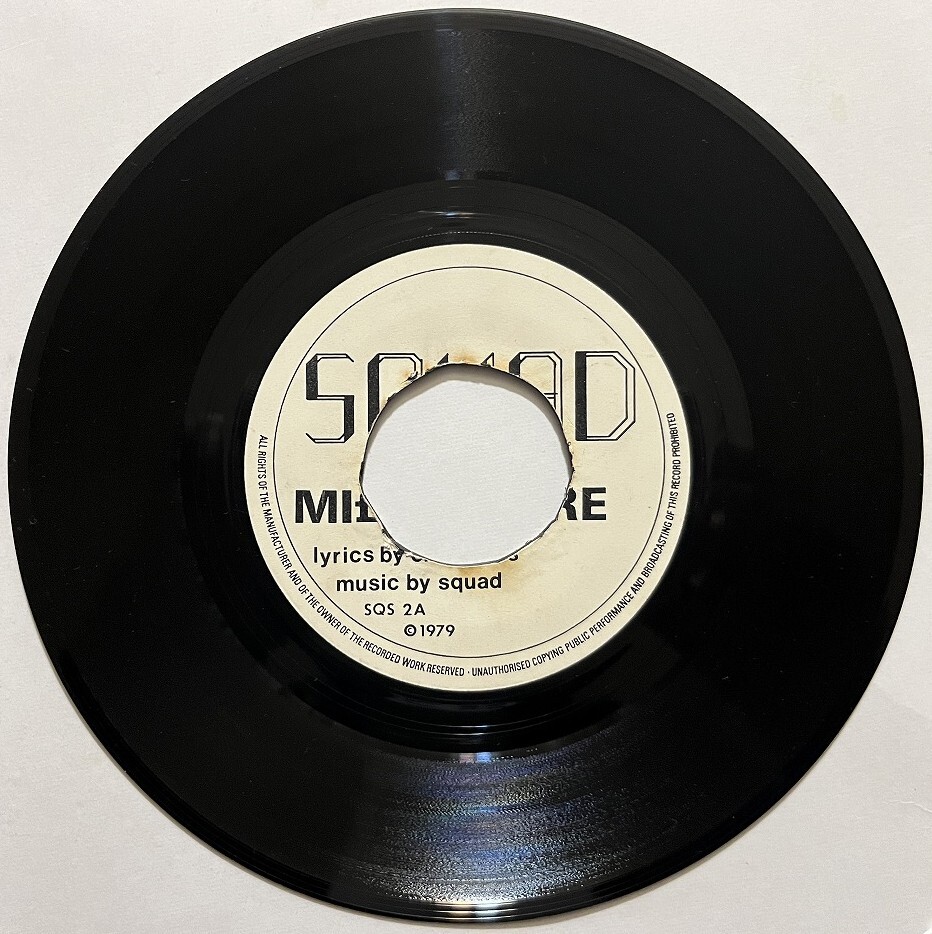 SQUAD
lyrics by
music by squad
SQS 2A
©1979
ALL RIGHTS OF THE MANUFACTURER AND OF THE OWNER OF THE RECORDED WORK RESERVED · UNAUTHORISED COPYING PUBLIC PERFORMANCE AND BROADCASTING OF THIS RECORD PROHIBITED